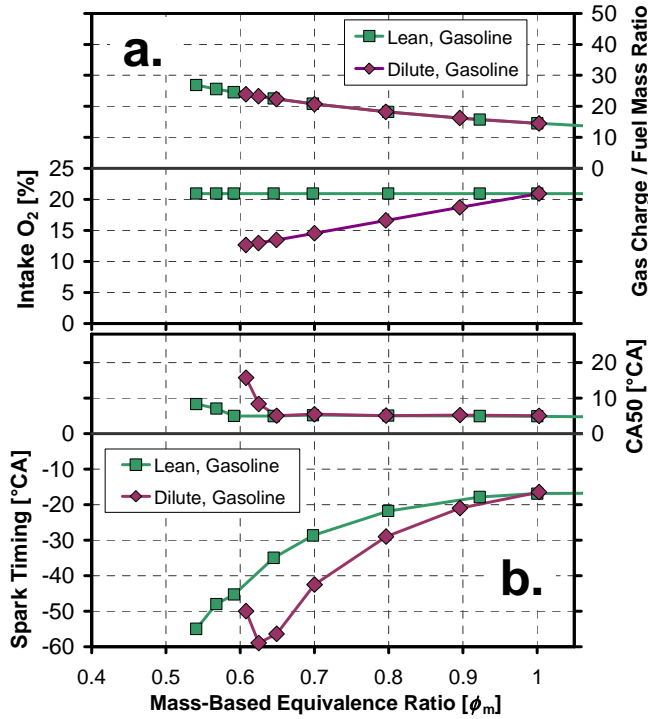 a.
Lean, Gasoline
Dilute, Gasoline
50
40
30
20
10
0
Gas Charge / Fuel Mass Ratio
25
20
15
10
5
0
Intake O2 [%]
20
10
0
CA50 [°CA]
Lean, Gasoline
Dilute, Gasoline
-10
-20
-30
-40
-50
-60
Spark Timing [°CA]
b.
0.4 0.5 0.6 0.7 0.8 0.9 1
Mass-Based Equivalence Ratio [ϕm]